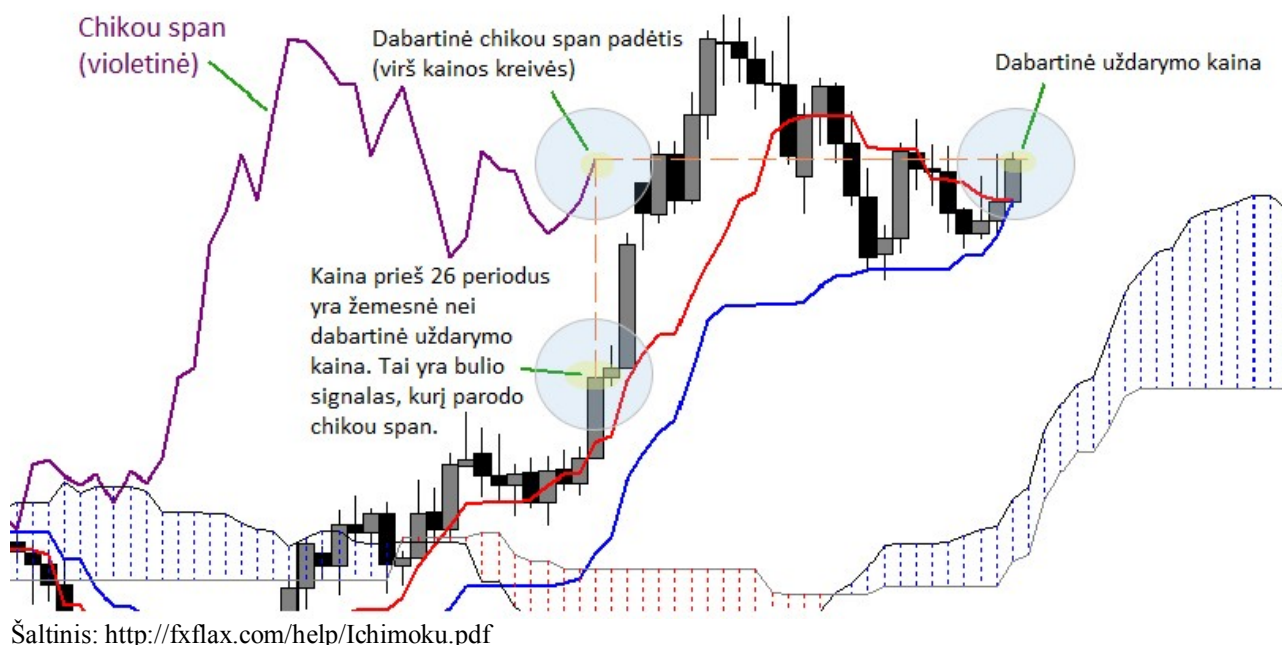 Chikou span
(violetinė)
Dabartinė chikou span padėtis
(virš kainos kreivės)
Dabartinė uždarymo kaina
Kaina prieš 26 periodus
yra žemesnė nei
dabartinė uždarymo
kaina. Tai yra bulio
signalas, kurį parodo
chikou span.
Šaltinis: http://fxflax.com/help/Ichimoku.pdf